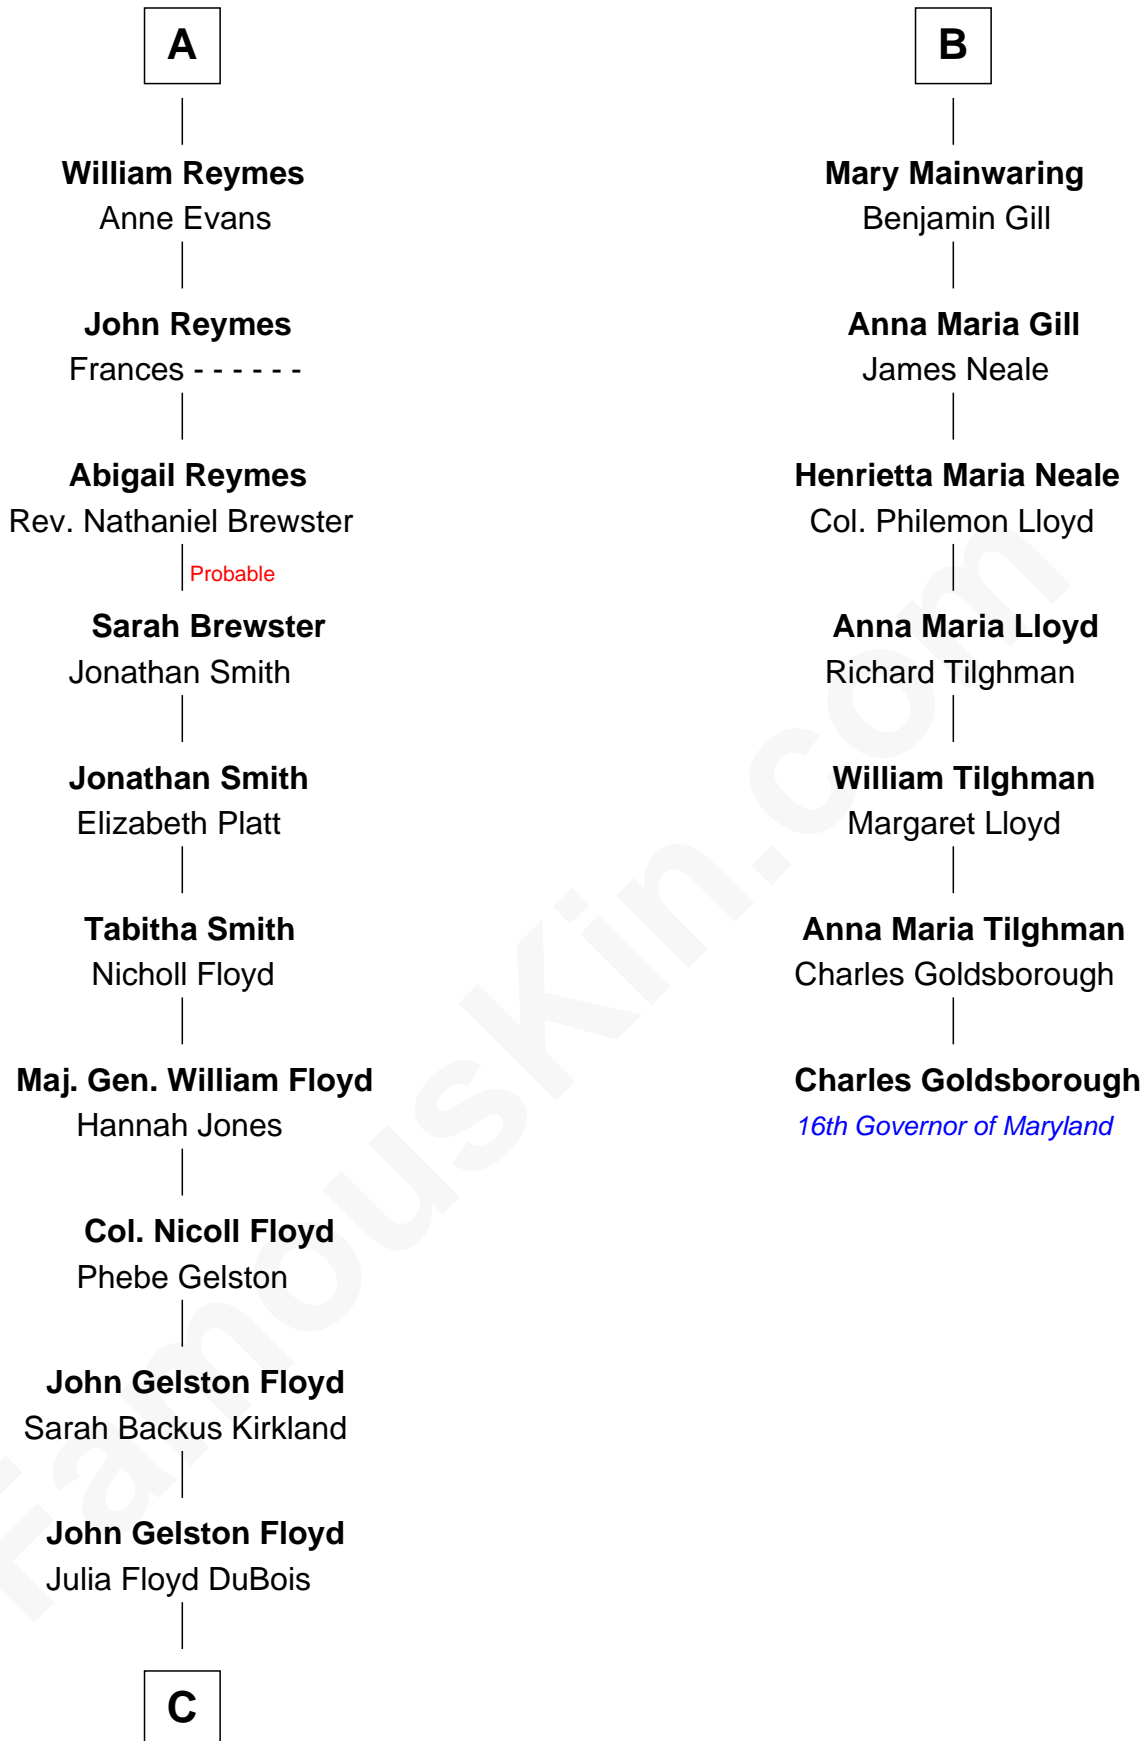 A
William Reymes
Anne Evans
John Reymes
Frances - - - - - -
Abigail Reymes
Rev. Nathaniel Brewster
Probable
Sarah Brewster
Jonathan Smith
Jonathan Smith
Elizabeth Platt
Tabitha Smith
Nicholl Floyd
Maj. Gen. William Floyd
Hannah Jones
Col. Nicoll Floyd
Phebe Gelston
John Gelston Floyd
Sarah Backus Kirkland
John Gelston Floyd
Julia Floyd DuBois
C
B
Mary Mainwaring
Benjamin Gill
Anna Maria Gill
James Neale
Henrietta Maria Neale
Col. Philemon Lloyd
Anna Maria Lloyd
Richard Tilghman
William Tilghman
Margaret Lloyd
Anna Maria Tilghman
Charles Goldsborough
Charles Goldsborough
16th Governor of Maryland
FamousKin.com